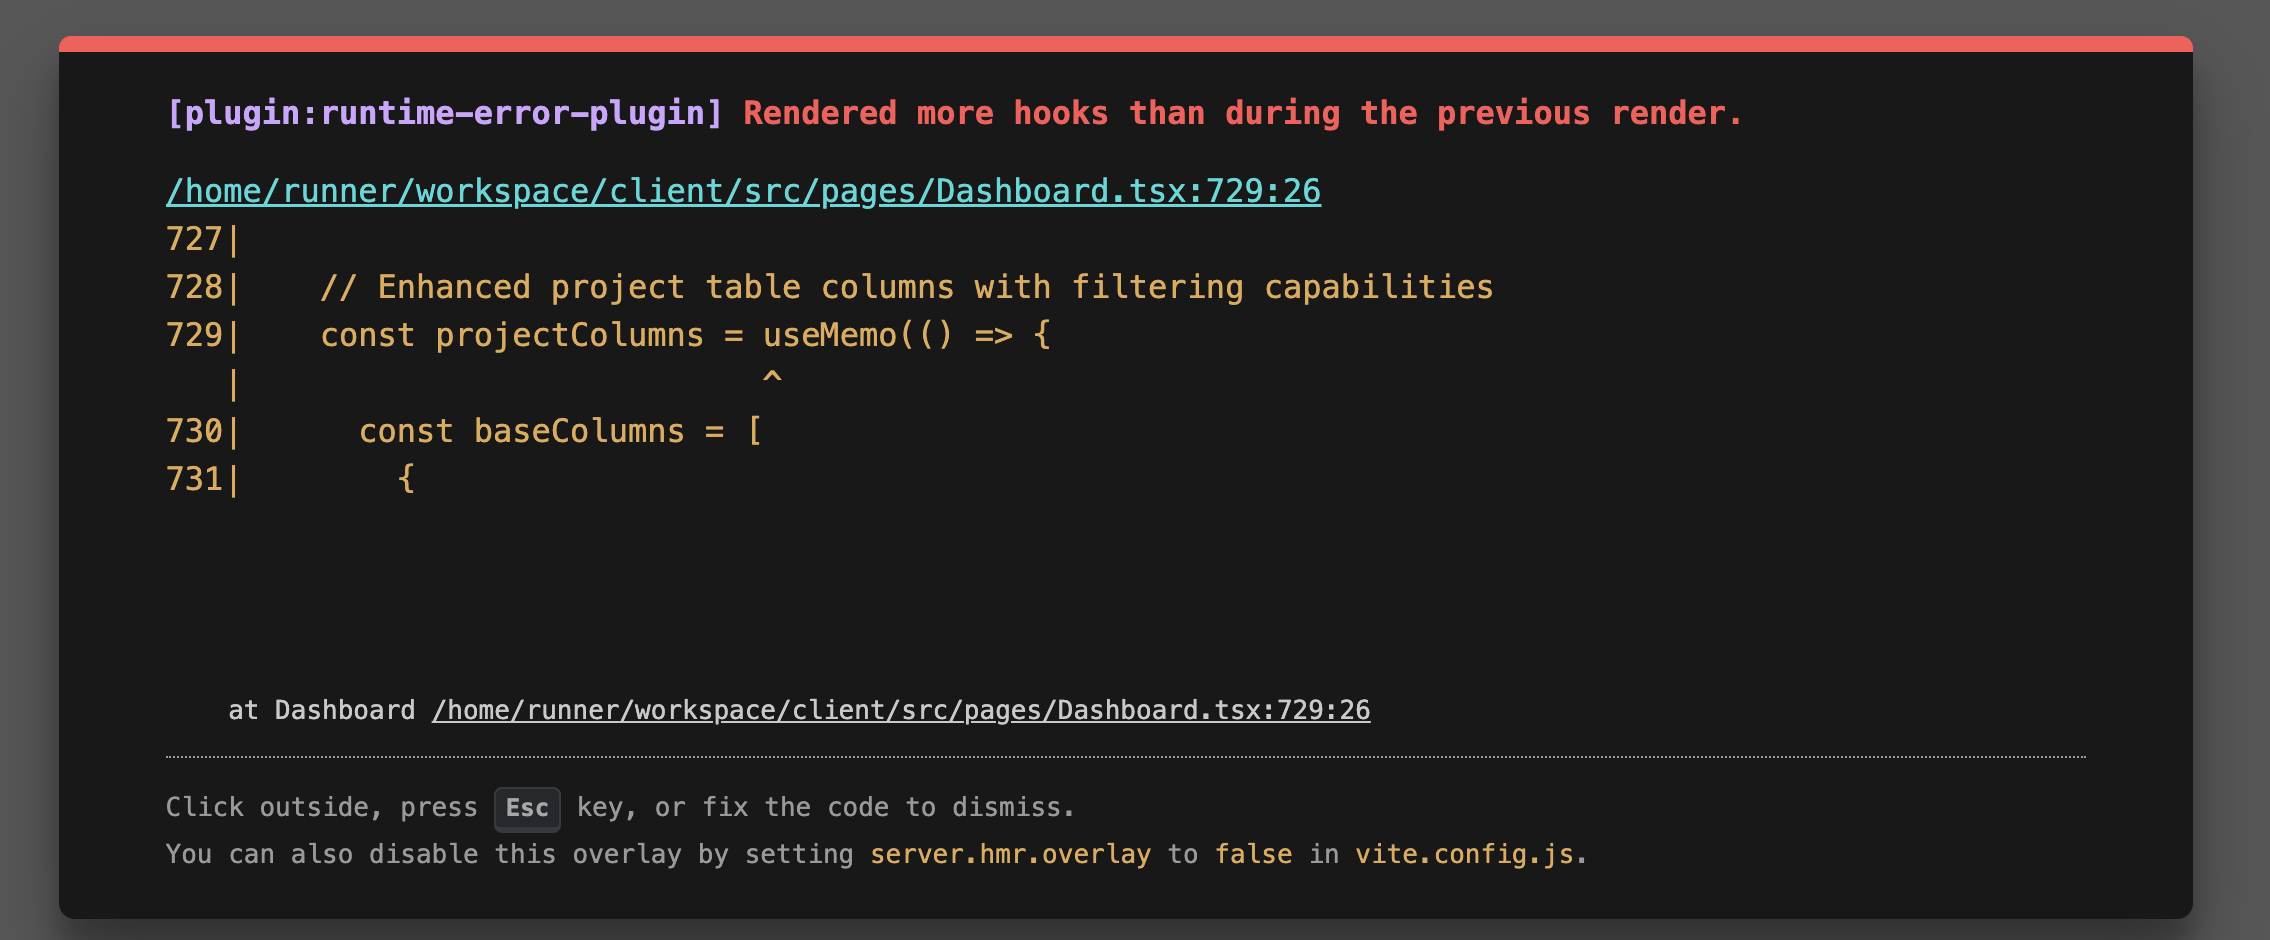 [plugin:runtime-error-plugin] Rendered more hooks than during the previous render.
/home/runner/workspace/client/src/pages/Dashboard.tsx:729:26
727|
728|    // Enhanced project table columns with filtering capabilities
729|    const projectColumns = useMemo(() => {
   |                           ^
730|      const baseColumns = [
731|        {
at Dashboard /home/runner/workspace/client/src/pages/Dashboard.tsx:729:26
Click outside, press Esc key, or fix the code to dismiss.
You can also disable this overlay by setting server.hmr.overlay to false in vite.config.js.